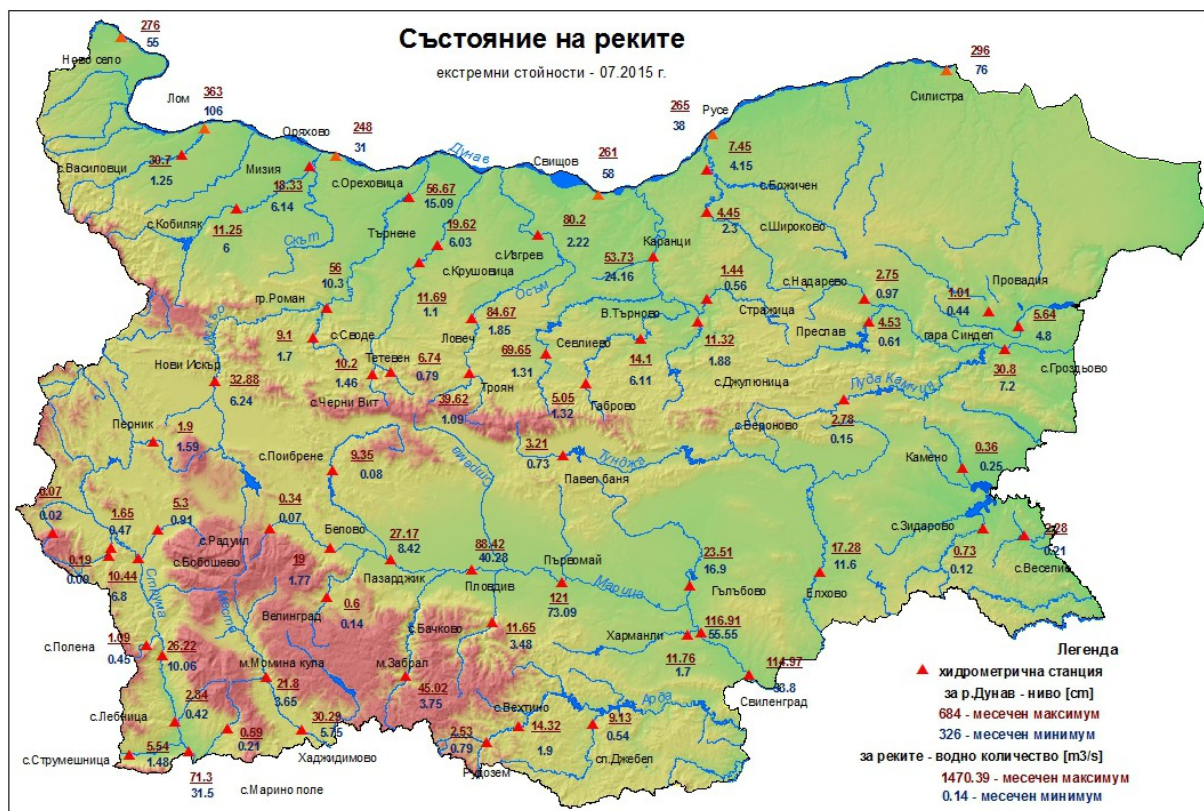 Състояние на реките
екстремни стойности - 07.2015 г.
276
55
Ново село
Лом
363
106
Оряхово
248
31
Дунав
Свищов
261
58
265
38
Русе
296
76
Силистра
с.Василовци
30.7
1.25
Мизия
18.33
6.14
с.Ореховица
56.67
15.09
7.45
4.15
с.Божичен
с.Кобиляк
11.25
6
Скът
Търнене
19.62
6.03
с.Изгрев
80.2
2.22
Каранци
53.73
24.16
4.45
2.3
с.Широково
с.Крушовица
56
10.3
гр.Роман
11.69
1.1
Осъм
84.67
1.85
Ловеч
1.44
0.56
Стражица
с.Надарево
2.75
0.97
Провадия
1.01
0.44
5.64
4.8
В.Търново
Преслав
4.53
0.61
гара Синдел
9.1
1.7
с.Своде
Севлиево
69.65
1.31
14.1
6.11
11.32
1.88
с.Джулюница
30.8
7.2
с.Гроздьово
Искър
Нови Искър
32.88
6.24
10.2
1.46
Тетевен
6.74
0.79
с.Черни Вит
39.62
1.09
Троян
5.05
1.32
Габрово
Луда Камчия
2.78
0.15
с.Вероново
Перник
1.9
1.59
с.Поибрене
9.35
0.08
Стряма
3.21
0.73
Павел баня
Тунджа
Камено
0.36
0.25
0.07
0.02
1.65
0.47
5.3
0.91
с.Радуил
0.34
0.07
Белово
27.17
8.42
Пазарджик
88.42
40.28
Пловдив
Първомай
121
73.09
Марица
23.51
16.9
Гълъбово
17.28
11.6
Елхово
с.Зидарово
0.73
0.12
2.28
0.21
с.Веселие
0.19
0.00
10.44
6.8
с.Бобошево
Струма
Места
19
1.77
Велинград
0.6
0.14
с.Бачково
11.65
3.48
Харманли
11.76
1.7
116.91
55.55
114.97
38.8
Свиленград
с.Полена
1.09
0.45
26.22
10.06
м.Момина кула
21.8
3.65
м.Забрал
45.02
3.75
Арда
с.Лебница
2.84
0.42
0.59
0.21
30.29
5.75
Хаджидимово
2.53
0.79
Рудозем
с.Вехтино
14.32
1.9
9.13
0.54
сп.Джебел
с.Струмешница
5.54
1.48
71.3
31.5
с.Марино поле
Легенда
хидрометрична станция
за р.Дунав - ниво [cm]
684 - месечен максимум
326 - месечен минимум
за реките - водно количество [m3/s]
1470.39 - месечен максимум
0.14 - месечен минимум